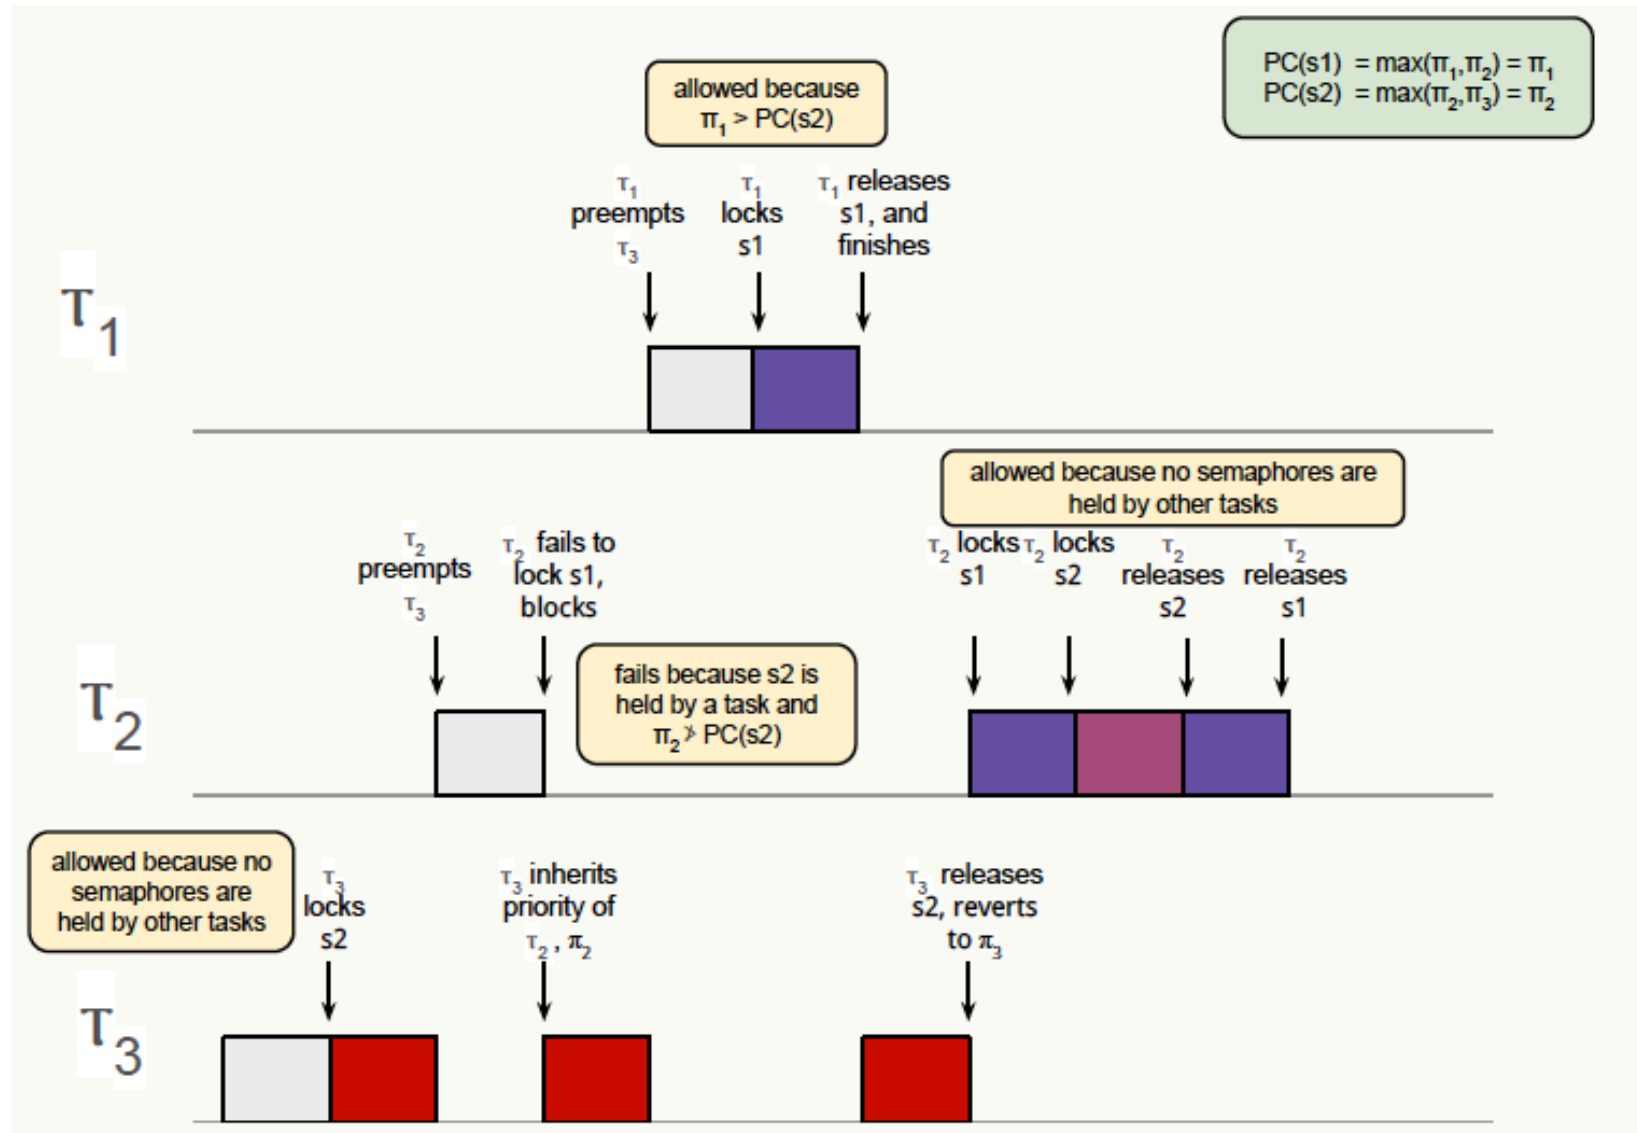 PC(s1) = max(π₁,π₂) = π₁
PC(s2) = max(π₂,π₃) = π₂
allowed because
π₁ > PC(s2)
τ₁
preempts
τ₃
τ₁
locks
s1
τ₁ releases
s1, and
finishes
τ₁
allowed because no semaphores are
held by other tasks
τ₂
preempts
τ₃
τ₂ fails to
lock s1,
blocks
τ₂ locks
s1
τ₂ locks
s2
τ₂
releases
s2
τ₂
releases
s1
fails because s2 is
held by a task and
π₂ ≯ PC(s2)
τ₂
allowed because no
semaphores are
held by other tasks
τ₃
locks
s2
τ₃ inherits
priority of
τ₂ , π₂
τ₃ releases
s2, reverts
to π₃
τ₃